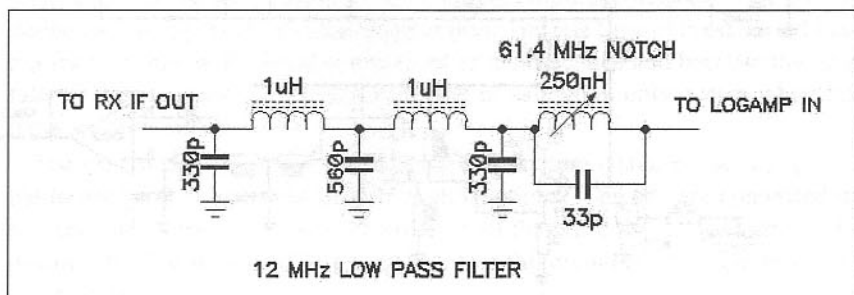 61.4 MHz NOTCH
1uH
1uH
250nH
TO RX IF OUT
TO LOGAMP IN
330p
560p
330p
33p
12 MHz LOW PASS FILTER